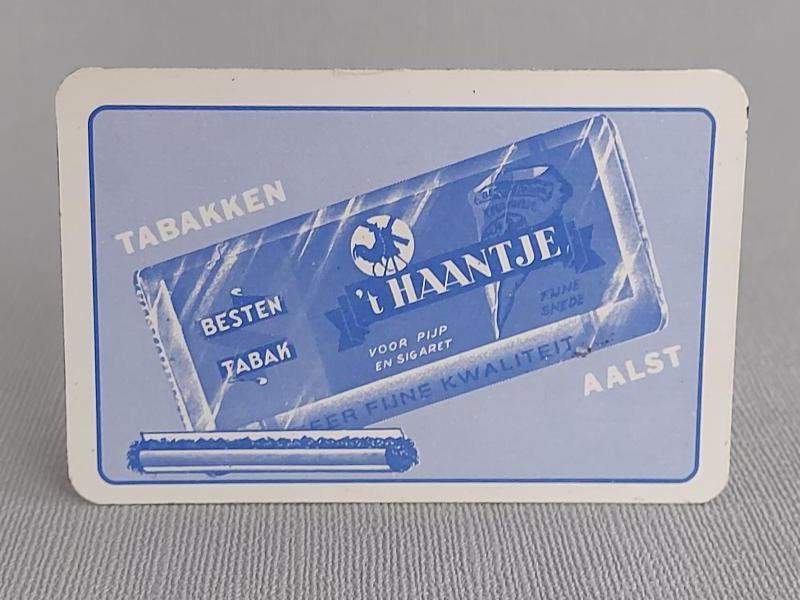 TABAKKEN
't HAANTJE
BESTEN
TABAK
VOOR PIJP
EN SIGARET
FIJNE
SNEDE
ZEER FIJNE KWALITEIT
AALST